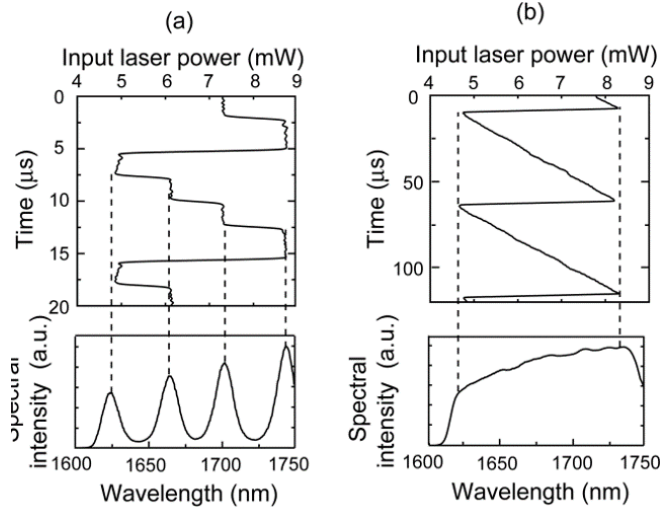 (a)
Input laser power (mW)
4 5 6 7 8 9
Time (μs)
0
5
10
15
20
Spectral
intensity (a.u.)
1600 1650 1700 1750
Wavelength (nm)
(b)
Input laser power (mW)
4 5 6 7 8 9
Time (μs)
0
50
100
Spectral
intensity (a.u.)
1600 1650 1700 1750
Wavelength (nm)